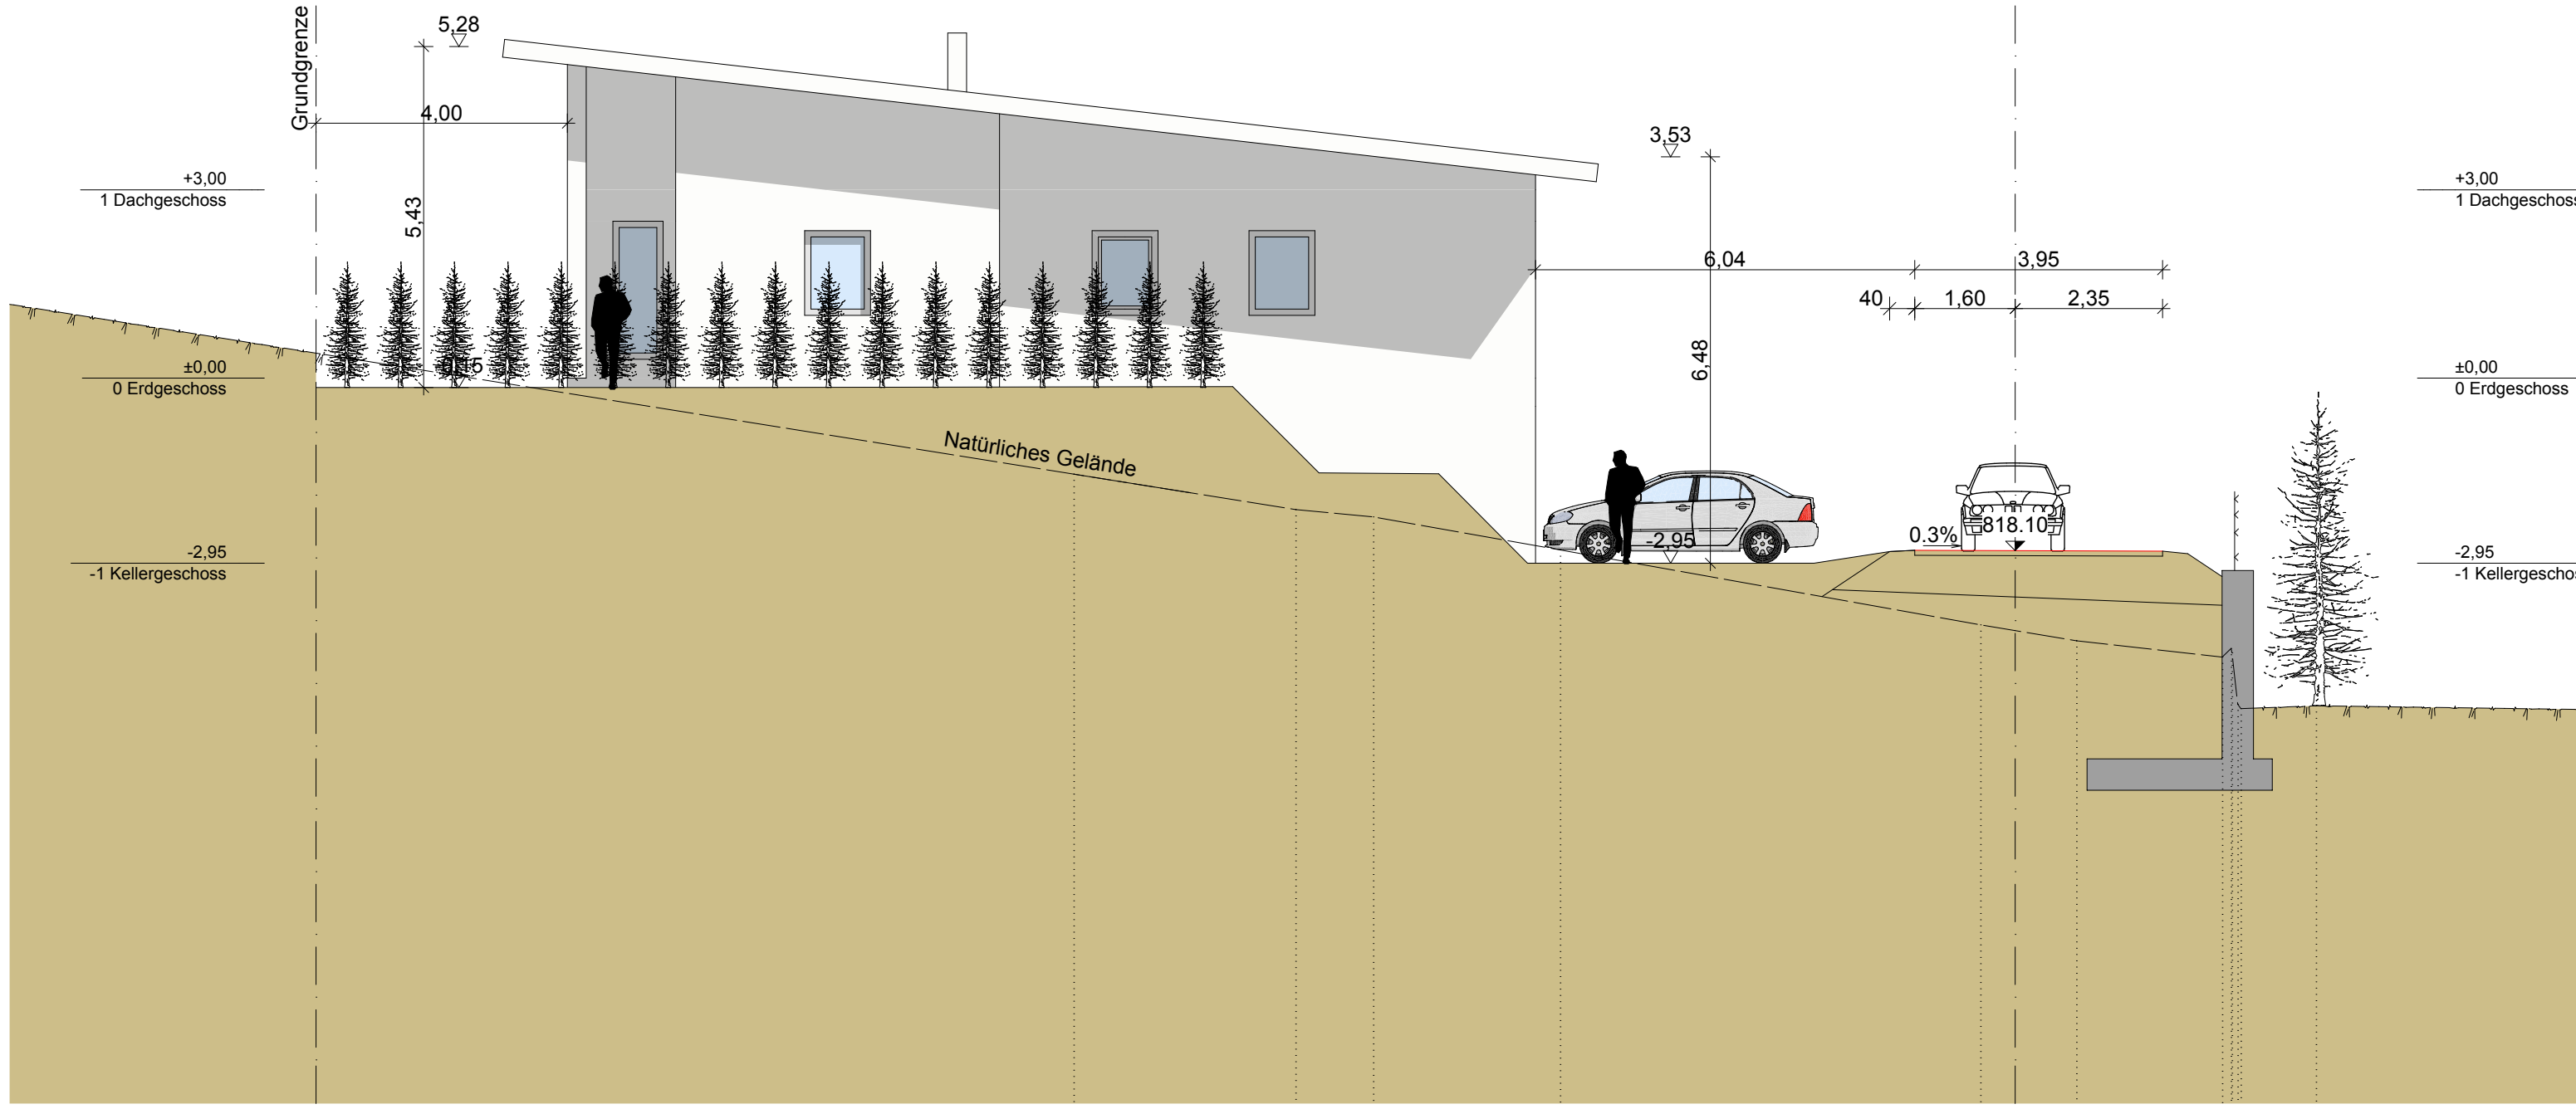 Grundgrenze
5,28
4,00
5,43
3,53
+3,00
1 Dachgeschoss
+3,00
1 Dachgeschoss
6,04
3,95
40
1,60
2,35
6,48
±0,00
0 Erdgeschoss
-0,15
±0,00
0 Erdgeschoss
Natürliches Gelände
818.10
0.3%
-2,95
-2,95
-1 Kellergeschoss
-2,95
-1 Kellergescho